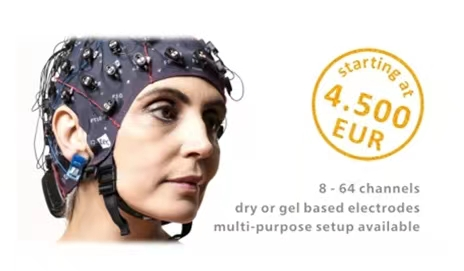 starting at
4.500
EUR
8 - 64 channels
dry or gel based electrodes
multi-purpose setup available